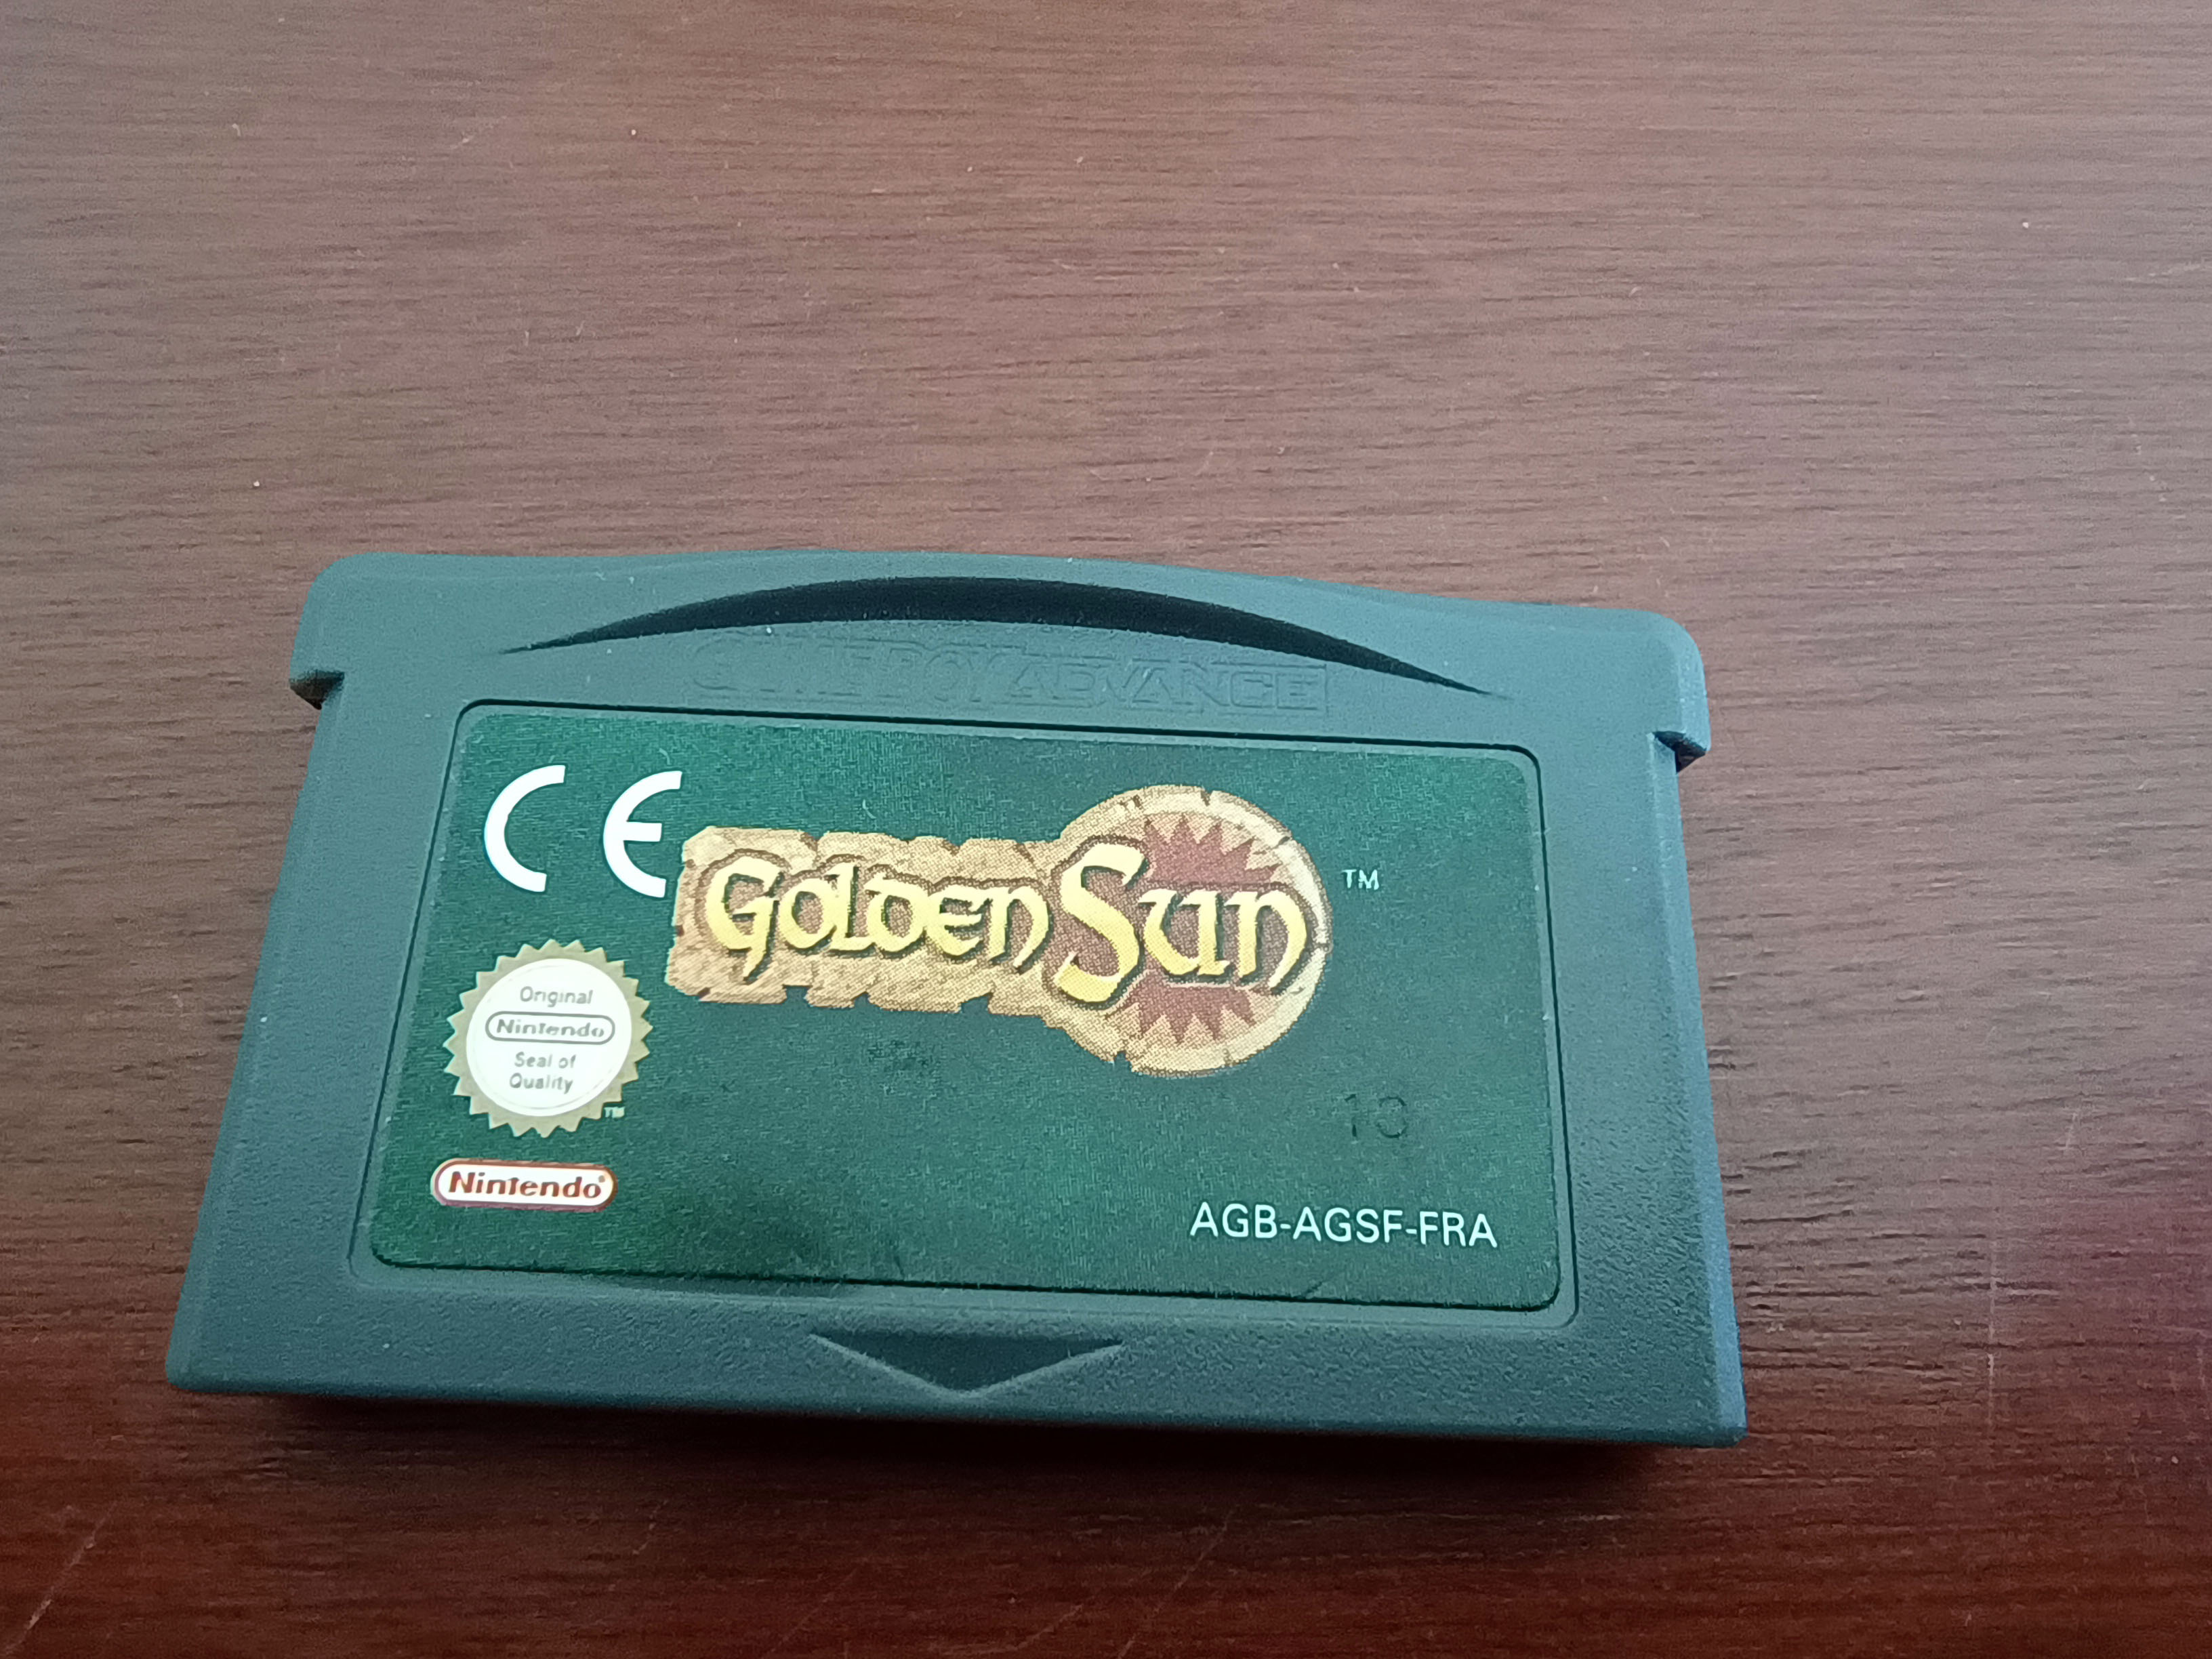 GAME BOY ADVANCE
CE
GOLDEN SUN
TM
Original
Nintendo
Seal of
Quality
TM
Nintendo®
AGB-AGSF-FRA